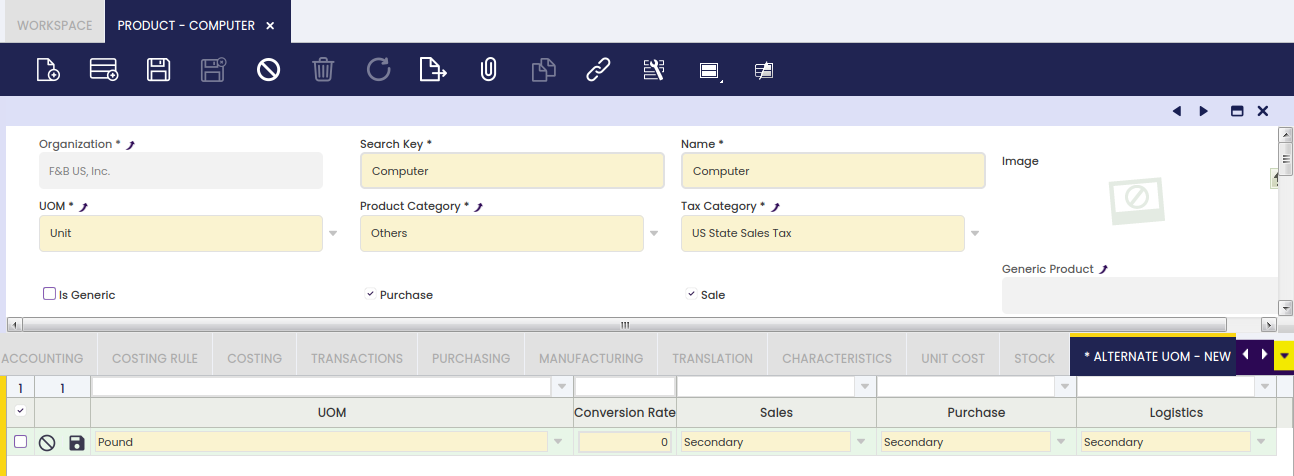 WORKSPACE PRODUCT - COMPUTER
Organization * Search Key * Name * Image
F&B US, Inc. Computer Computer
UOM * Product Category * Tax Category *
Unit Others US State Sales Tax
Generic Product
Is Generic Purchase Sale
ACCOUNTING COSTING RULE COSTING TRANSACTIONS PURCHASING MANUFACTURING TRANSLATION CHARACTERISTICS UNIT COST STOCK * ALTERNATE UOM - NEW
1 1
UOM Conversion Rate Sales Purchase Logistics
Pound 0 Secondary Secondary Secondary